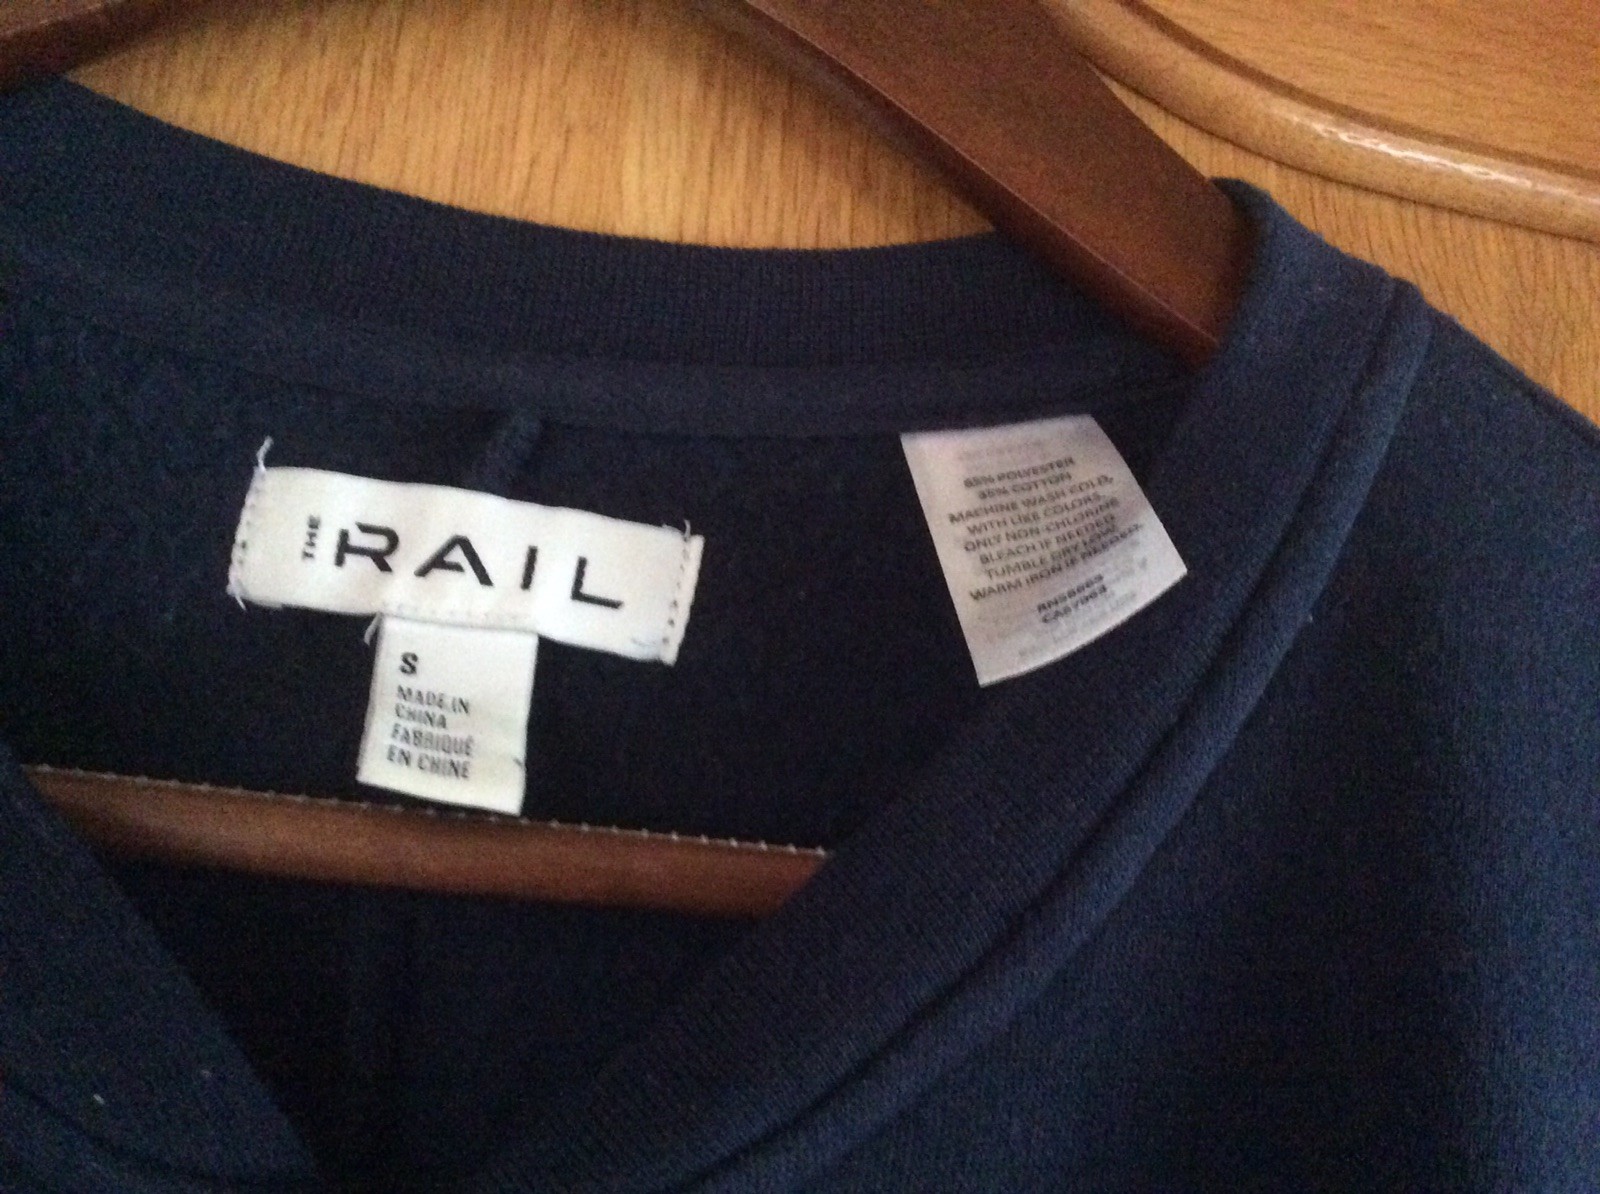 THE RAIL
S
MADE IN
CHINA
FABRIQUÉ
EN CHINE
65% POLYESTER
35% COTTON
MACHINE WASH COLD,
WITH LIKE COLORS.
ONLY NON-CHLORINE
BLEACH IF NEEDED
TUMBLE DRY LOW.
WARM IRON IF NEEDED.